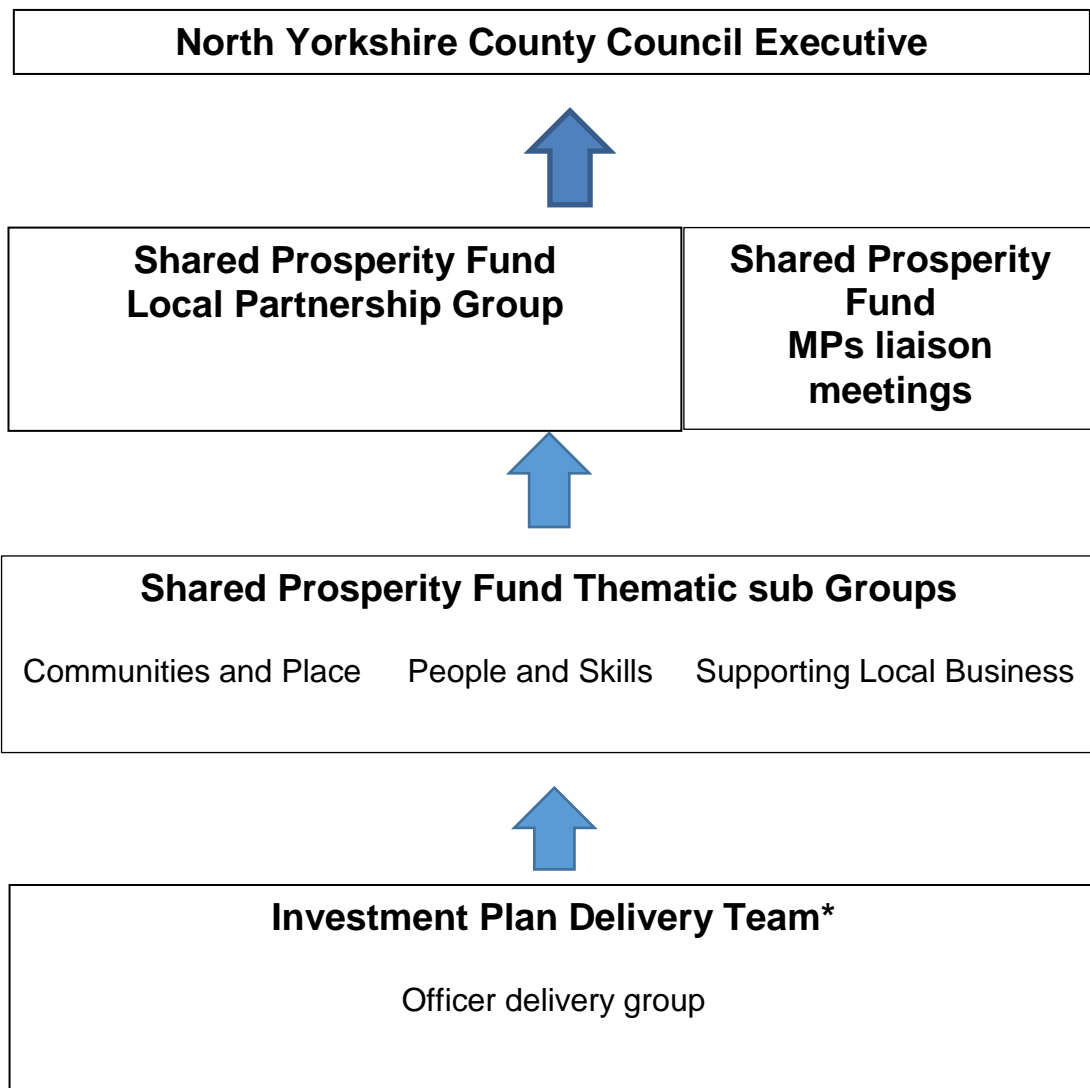 North Yorkshire County Council Executive
Shared Prosperity Fund
Local Partnership Group
Shared Prosperity
Fund
MPs liaison
meetings
Shared Prosperity Fund Thematic sub Groups
Communities and Place People and Skills Supporting Local Business
Investment Plan Delivery Team*
Officer delivery group